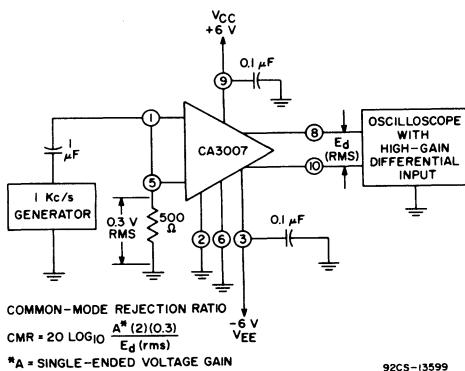 VCC
+6 V
0.1 µF
9
1
CA3007
8
Ed
(RMS)
10
OSCILLOSCOPE
WITH
HIGH-GAIN
DIFFERENTIAL
INPUT
1
µF
5
1 Kc/s
GENERATOR
0.3 V
RMS
500
Ω
2
6
3
0.1 µF
-6 V
VEE
COMMON-MODE REJECTION RATIO
CMR = 20 LOG10 A*(2)(0.3) / Ed(rms)
*A = SINGLE-ENDED VOLTAGE GAIN
92CS-13599